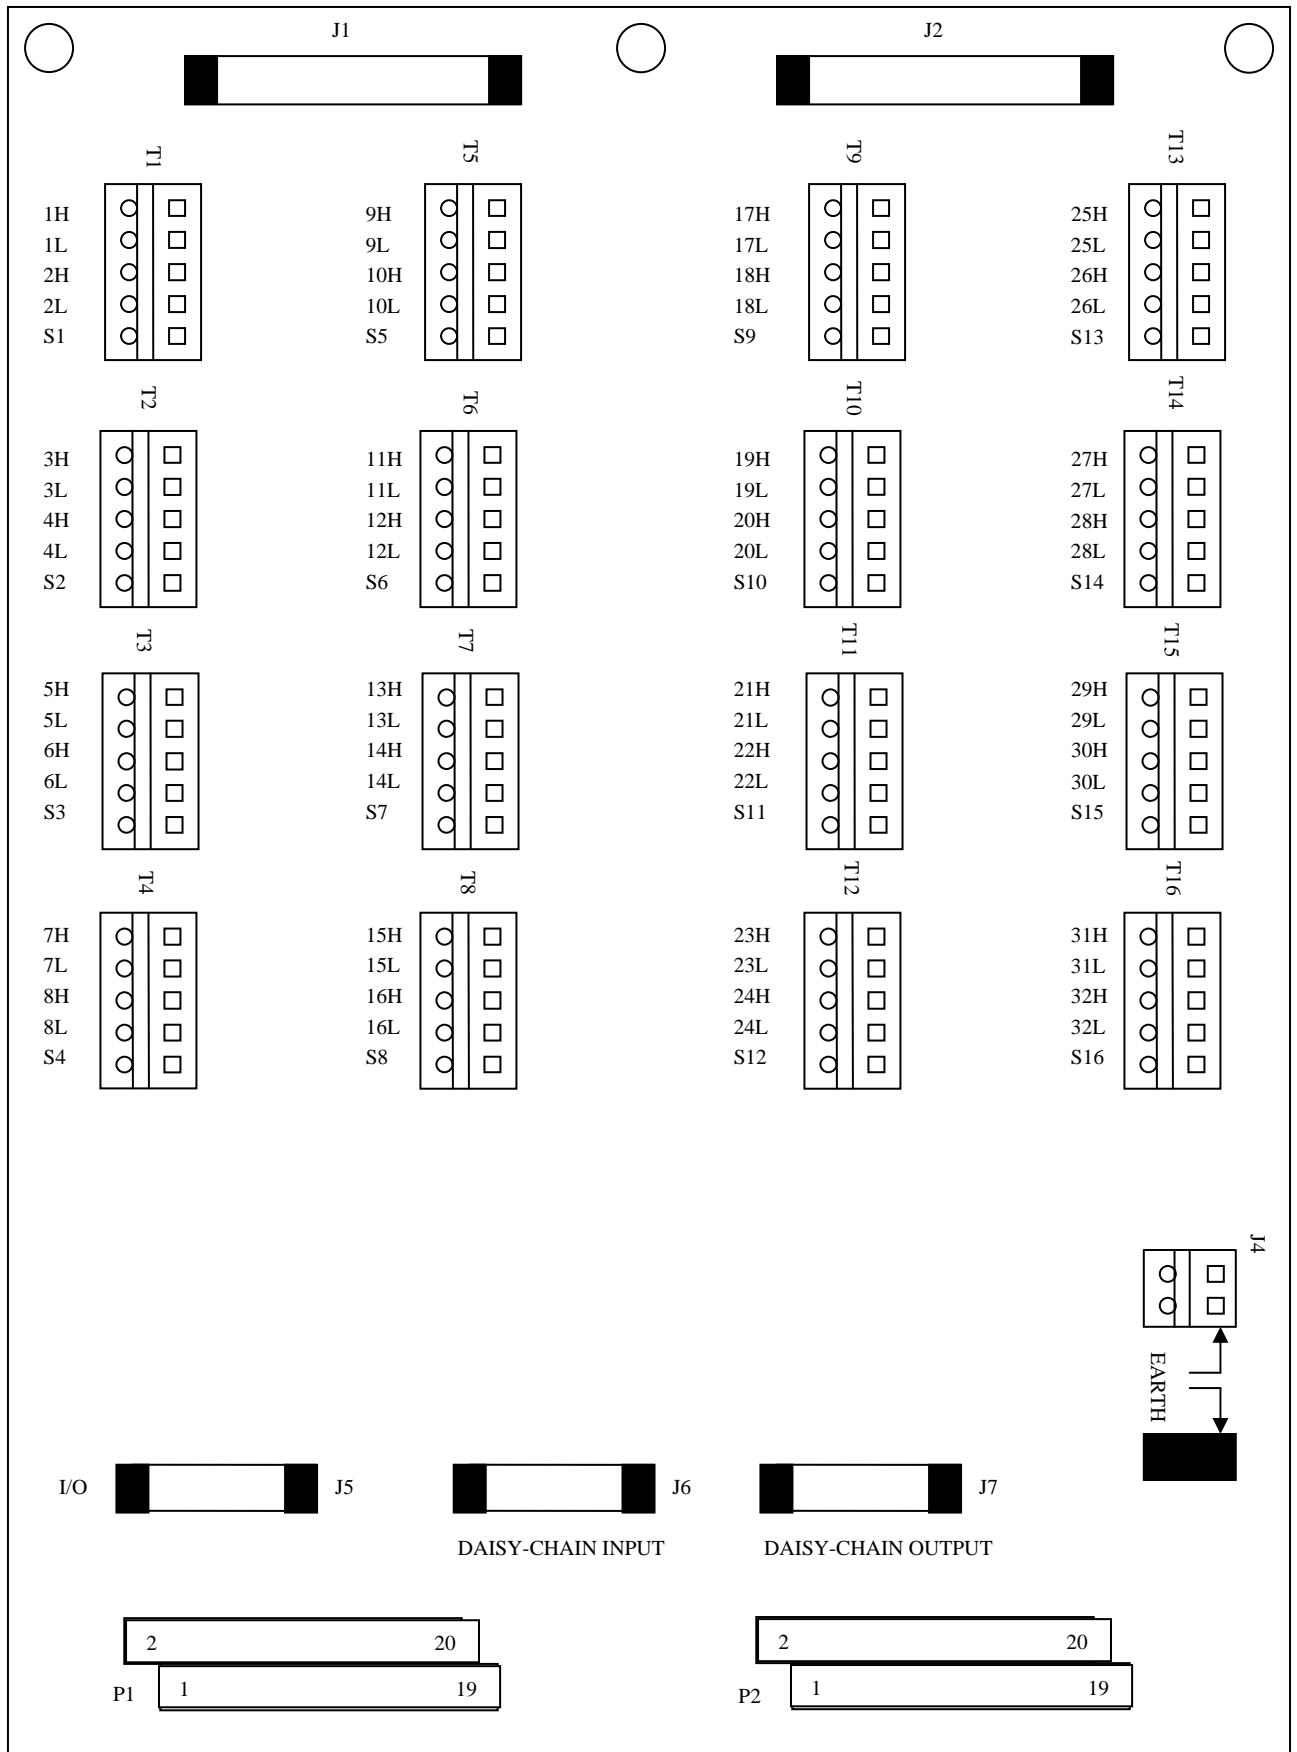 J1
J2
T1
T5
T9
T13
1H
1L
2H
2L
S1
9H
9L
10H
10L
S5
17H
17L
18H
18L
S9
25H
25L
26H
26L
S13
T2
T6
T10
T14
3H
3L
4H
4L
S2
11H
11L
12H
12L
S6
19H
19L
20H
20L
S10
27H
27L
28H
28L
S14
T3
T7
T11
T15
5H
5L
6H
6L
S3
13H
13L
14H
14L
S7
21H
21L
22H
22L
S11
29H
29L
30H
30L
S15
T4
T8
T12
T16
7H
7L
8H
8L
S4
15H
15L
16H
16L
S8
23H
23L
24H
24L
S12
31H
31L
32H
32L
S16
J4
EARTH
I/O
J5
J6
J7
DAISY-CHAIN INPUT
DAISY-CHAIN OUTPUT
2 20
P1 1 19
2 20
P2 1 19